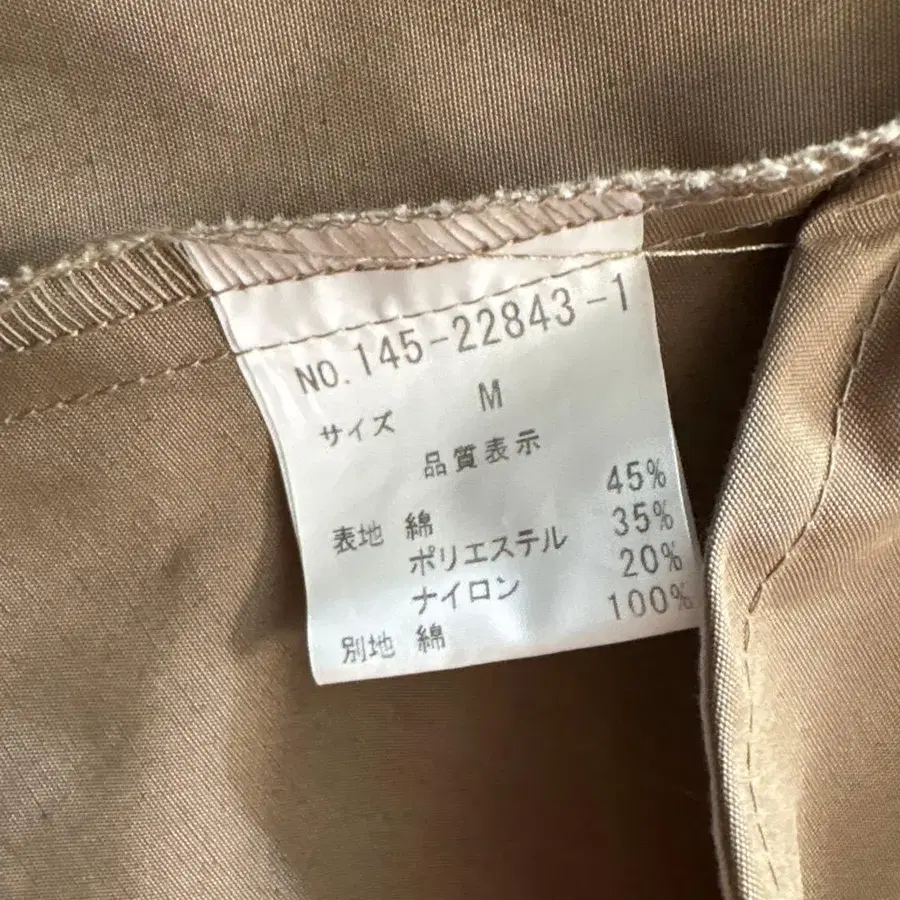 NO. 145-22843-1
サイズ M
品質表示
表地 綿 45%
ポリエステル 35%
ナイロン 20%
別地 綿 100%